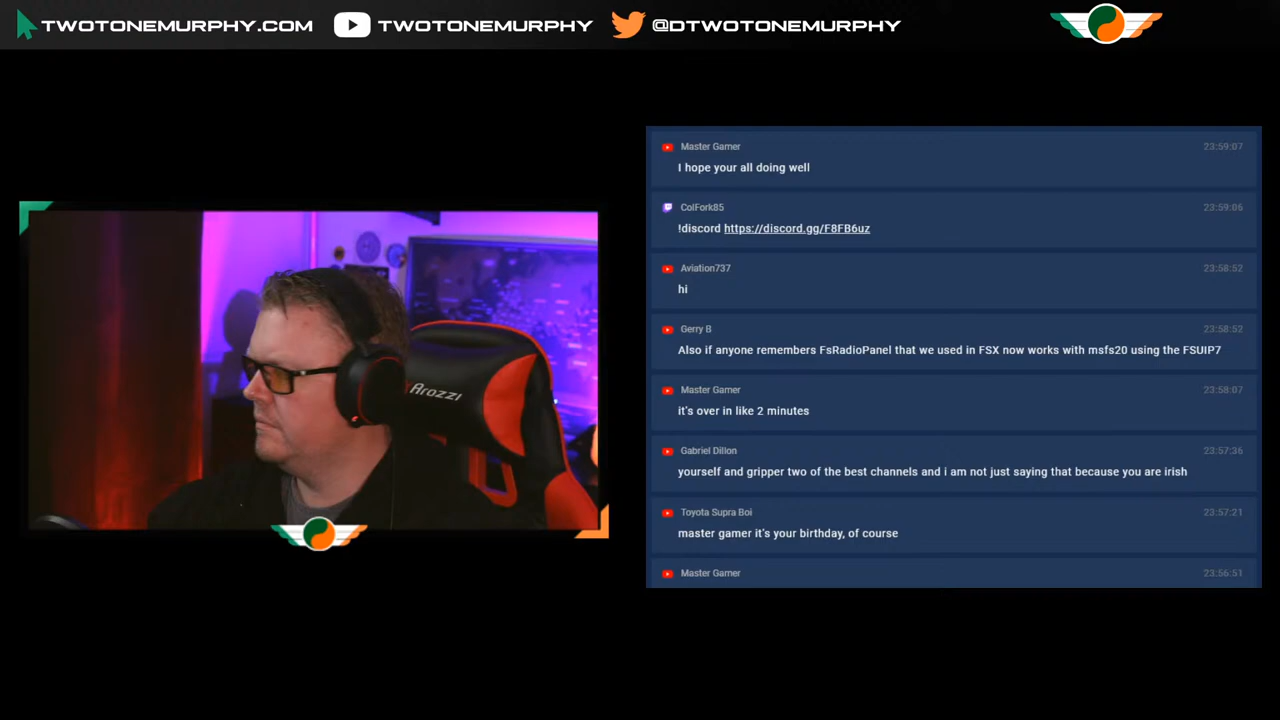 TWOTONEMURPHY.COM
TWOTONEMURPHY
@DTWOTONEMURPHY
Arozzi
Master Gamer 23:59:07
I hope your all doing well
ColFork85 23:59:06
!discord https://discord.gg/F8FB6uz
Aviation737 23:58:52
hi
Gerry B 23:58:52
Also if anyone remembers FsRadioPanel that we used in FSX now works with msfs20 using the FSUIP7
Master Gamer 23:58:07
it's over in like 2 minutes
Gabriel Dillon 23:57:36
yourself and gripper two of the best channels and i am not just saying that because you are irish
Toyota Supra Boi 23:57:21
master gamer it's your birthday, of course
Master Gamer 23:56:51